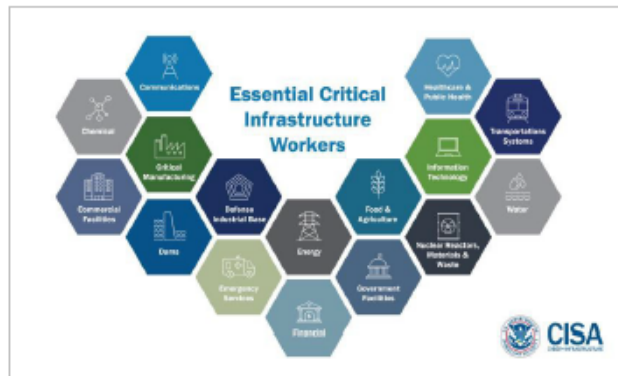 Essential Critical
Infrastructure
Workers
Communications
Healthcare &
Public Health
Chemical
Transportations
Systems
Critical
Manufacturing
Information
Technology
Commercial
Facilities
Defense
Industrial Base
Food &
Agriculture
Water
Dams
Energy
Nuclear Reactors,
Materials &
Waste
Emergency
Services
Government
Facilities
Financial
CISA